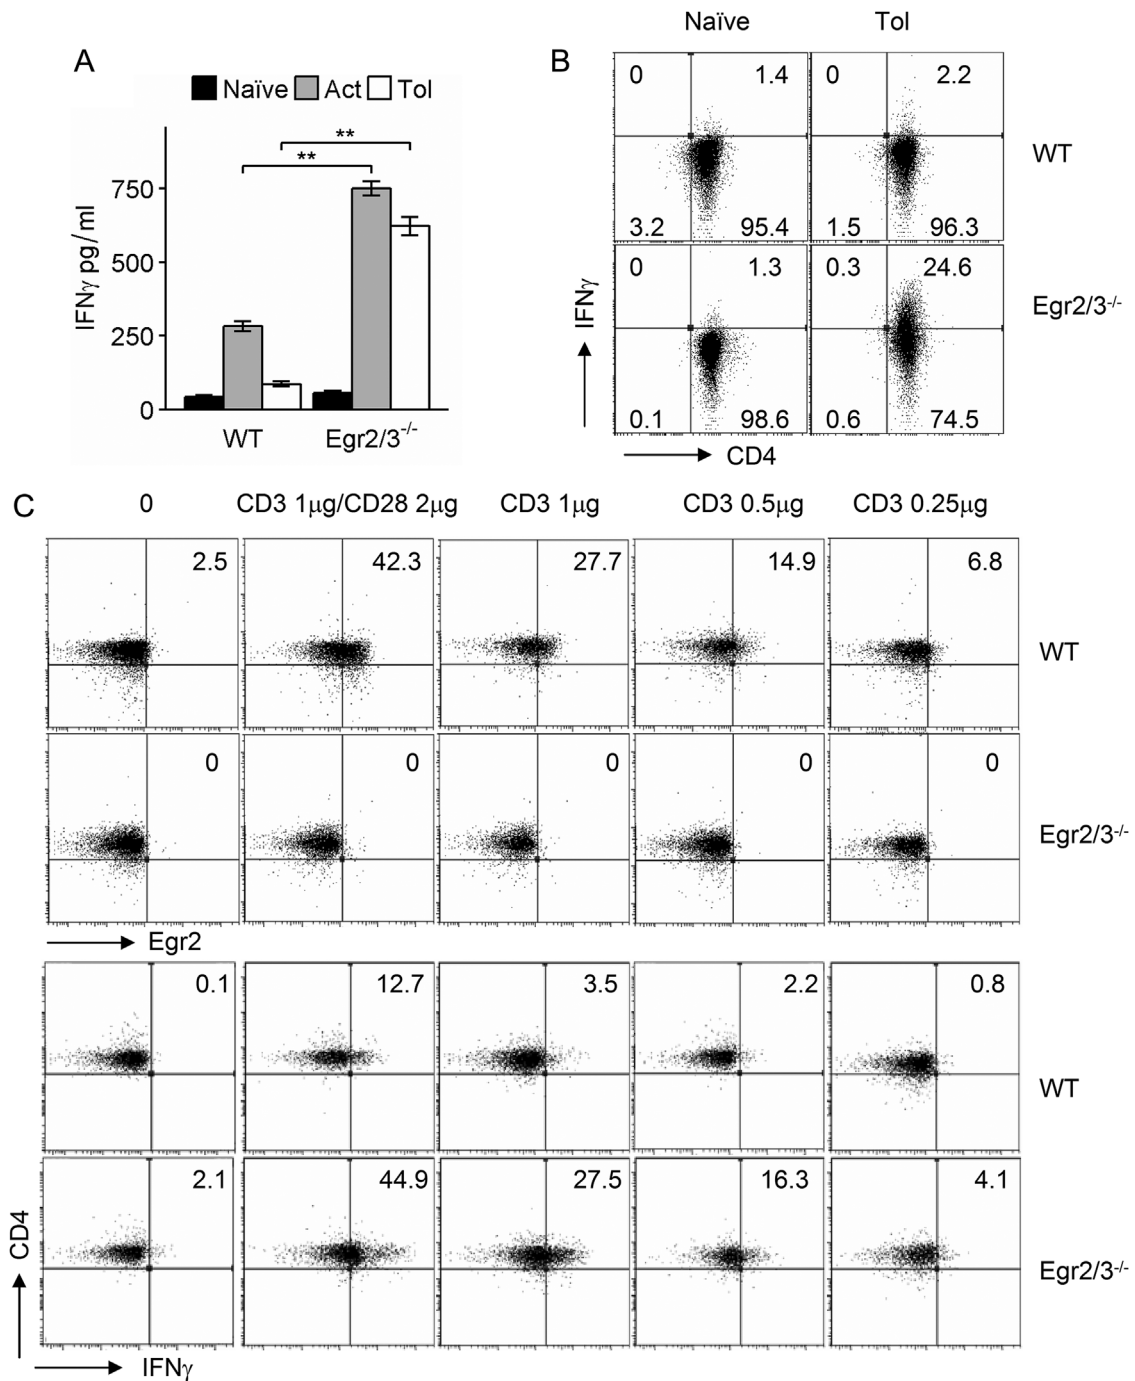 A
Naïve Act Tol
** 
**
IFNγ pg/ml
750
500
250
0
WT Egr2/3-/-
B
Naïve Tol
0 1.4 0 2.2
WT
3.2 95.4 1.5 96.3
0 1.3 0.3 24.6
Egr2/3-/-
0.1 98.6 0.6 74.5
IFNγ
CD4
C
0 CD3 1μg/CD28 2μg CD3 1μg CD3 0.5μg CD3 0.25μg
2.5 42.3 27.7 14.9 6.8
WT
0 0 0 0 0
Egr2/3-/-
Egr2
0.1 12.7 3.5 2.2 0.8
WT
2.1 44.9 27.5 16.3 4.1
Egr2/3-/-
CD4
IFNγ